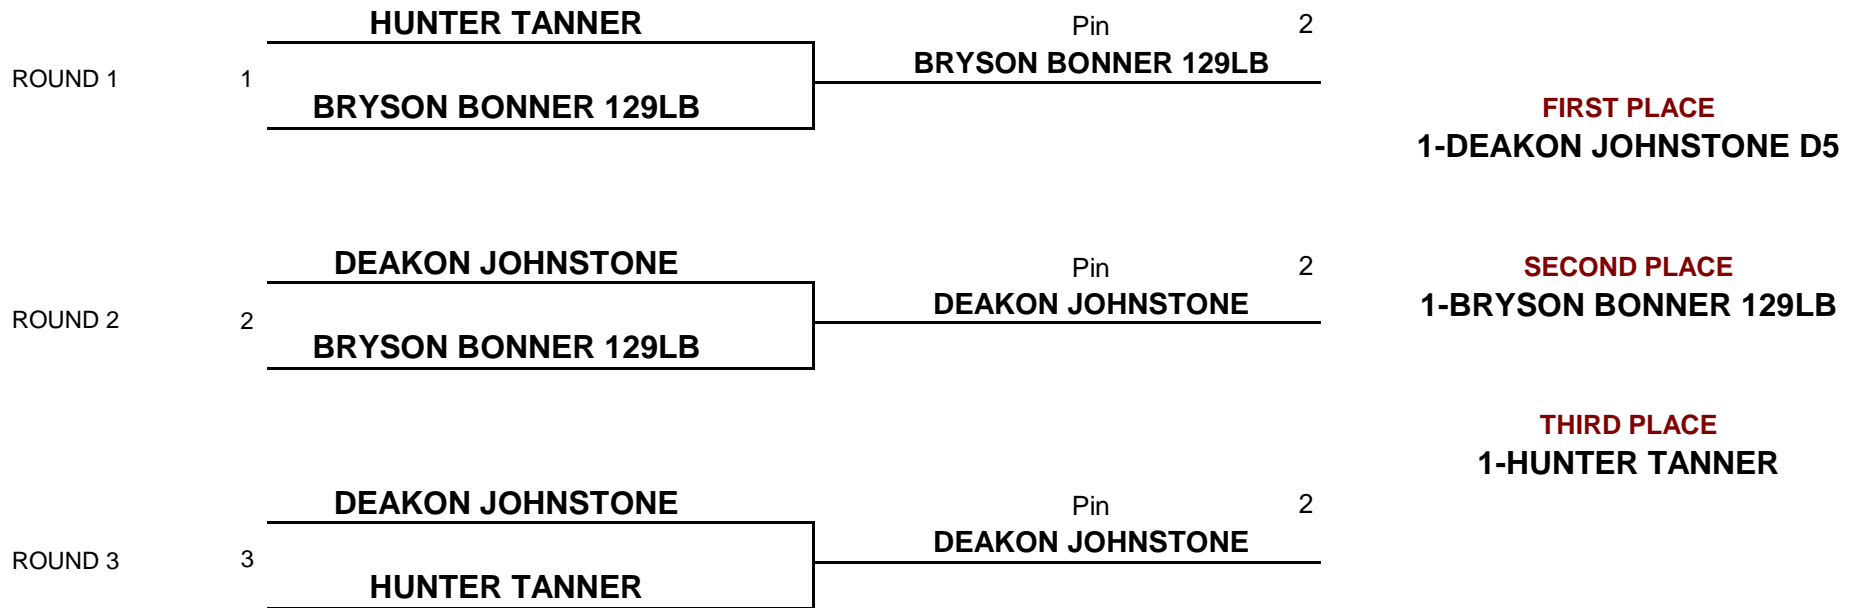 HUNTER TANNER
Pin 2
BRYSON BONNER 129LB
ROUND 1 1
BRYSON BONNER 129LB
FIRST PLACE
1-DEAKON JOHNSTONE D5
DEAKON JOHNSTONE
Pin 2
SECOND PLACE
DEAKON JOHNSTONE
1-BRYSON BONNER 129LB
ROUND 2 2
BRYSON BONNER 129LB
THIRD PLACE
1-HUNTER TANNER
DEAKON JOHNSTONE
Pin 2
DEAKON JOHNSTONE
ROUND 3 3
HUNTER TANNER